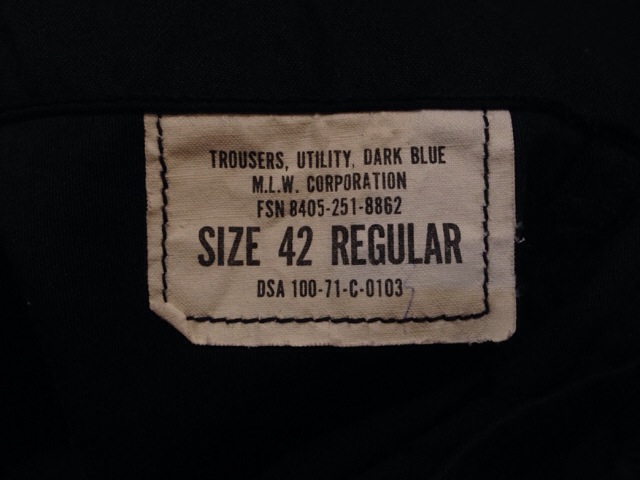 TROUSERS, UTILITY, DARK BLUE
M.L.W. CORPORATION
FSN 8405-251-8862
SIZE 42 REGULAR
DSA 100-71-C-0103